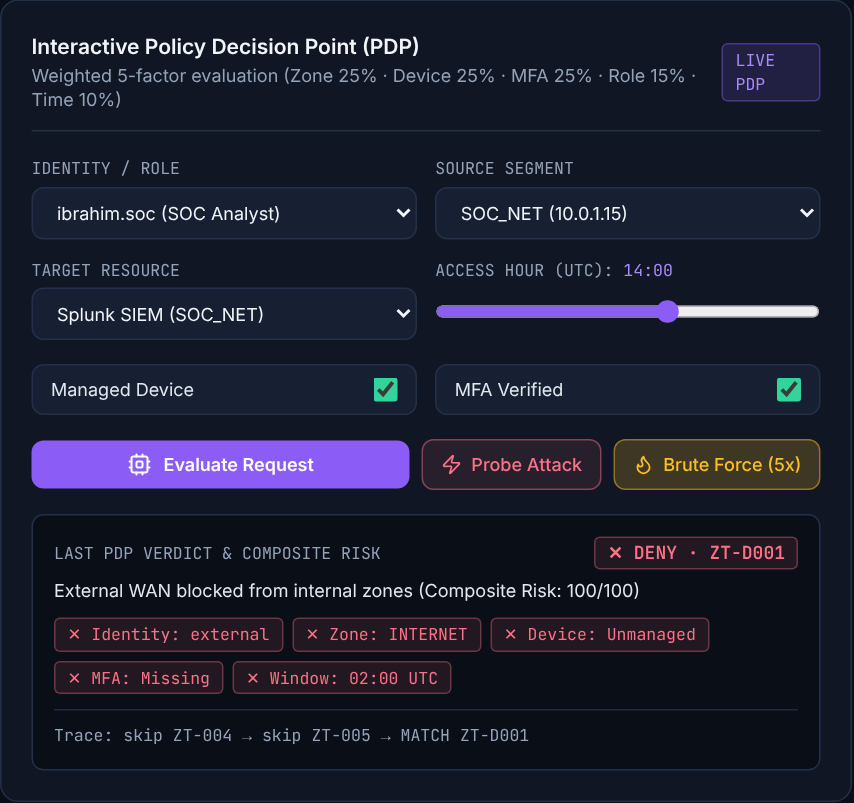 Interactive Policy Decision Point (PDP)
Weighted 5-factor evaluation (Zone 25% · Device 25% · MFA 25% · Role 15% ·
Time 10%)
LIVE
PDP
IDENTITY / ROLE
SOURCE SEGMENT
ibrahim.soc (SOC Analyst)
SOC_NET (10.0.1.15)
TARGET RESOURCE
ACCESS HOUR (UTC): 14:00
Splunk SIEM (SOC_NET)
Managed Device
MFA Verified
Evaluate Request
Probe Attack
Brute Force (5x)
LAST PDP VERDICT & COMPOSITE RISK
✕ DENY · ZT-D001
External WAN blocked from internal zones (Composite Risk: 100/100)
✕ Identity: external
✕ Zone: INTERNET
✕ Device: Unmanaged
✕ MFA: Missing
✕ Window: 02:00 UTC
Trace: skip ZT-004 → skip ZT-005 → MATCH ZT-D001